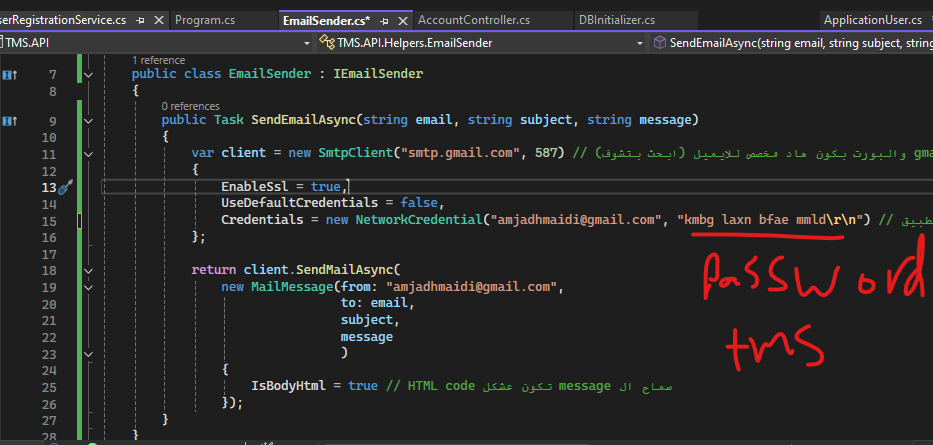 serRegistrationService.cs Program.cs EmailSender.cs* AccountController.cs DBInitializer.cs ApplicationUser.cs
TMS.API TMS.API.Helpers.EmailSender SendEmailAsync(string email, string subject, string
1 reference
7 public class EmailSender : IEmailSender
8 {
0 references
9 public Task SendEmailAsync(string email, string subject, string message)
10 {
11 var client = new SmtpClient("smtp.gmail.com", 587) // والبورت بكون هاد مخصص للايميل (ابحث بتشوف) gma
12 {
13 EnableSsl = true,
14 UseDefaultCredentials = false,
15 Credentials = new NetworkCredential("amjadhmaidi@gmail.com", "kmbg laxn bfae mmld\r\n") //
16 };
17
18 return client.SendMailAsync(
19 new MailMessage(from: "amjadhmaidi@gmail.com",
20 to: email,
21 subject,
22 message
23 )
24 {
25 IsBodyHtml = true // HTML code تكون عشكل message سماح ال
26 });
27 }
28 }
Password
tms